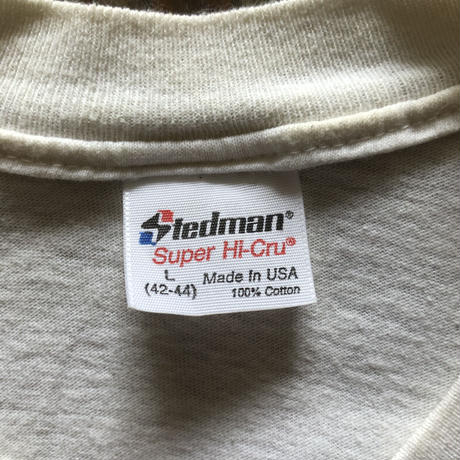 Stedman®
Super Hi-Cru®
L Made In USA
(42-44) 100% Cotton